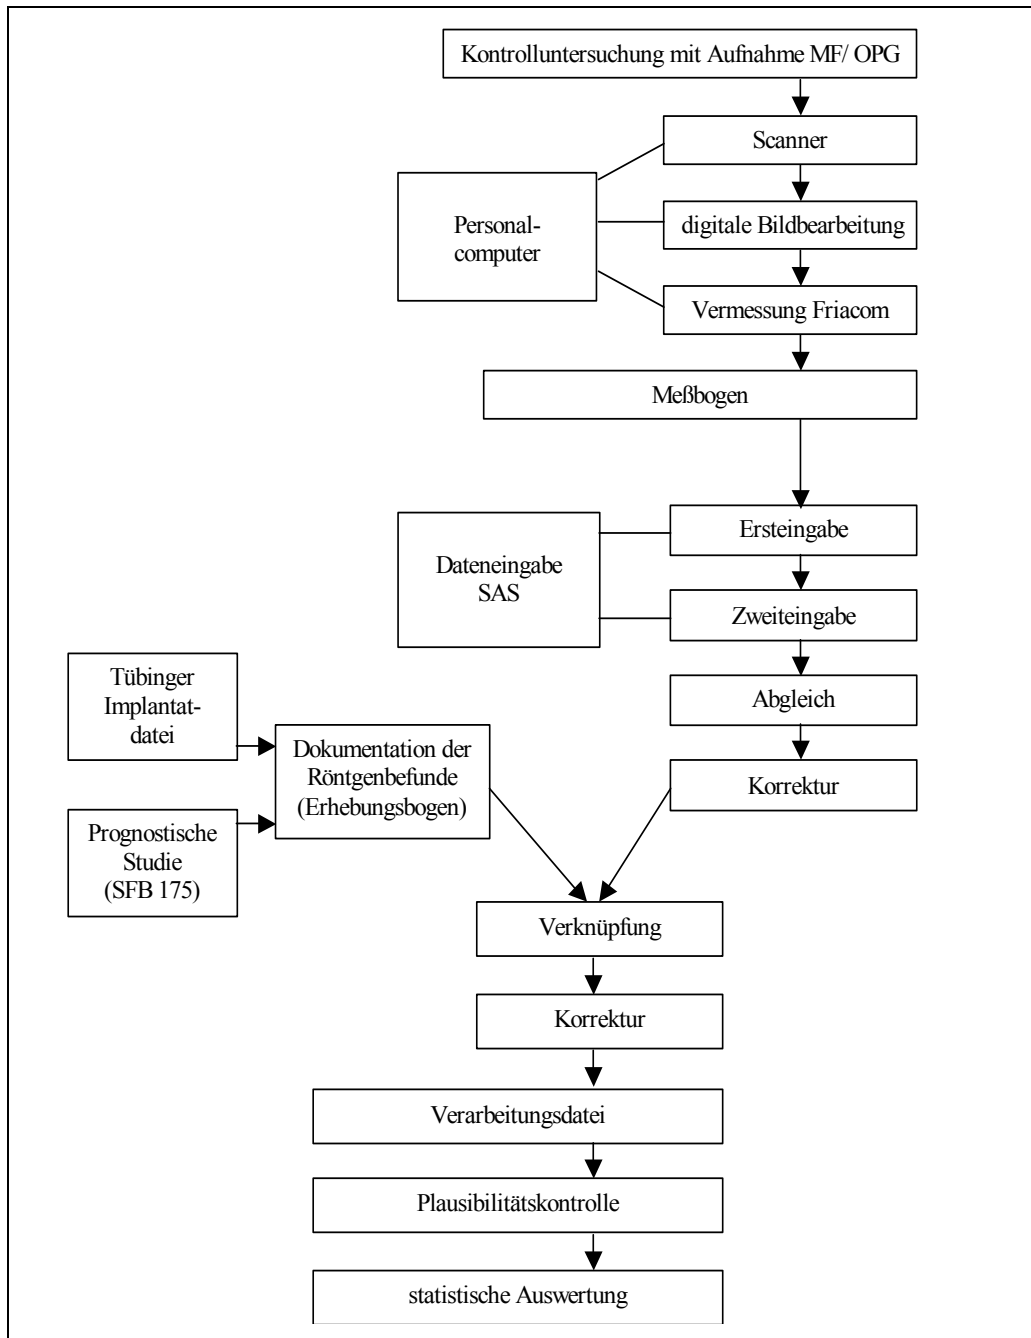 Kontrolluntersuchung mit Aufnahme MF/ OPG
Scanner
Personal-
computer
digitale Bildbearbeitung
Vermessung Friacom
Meßbogen
Ersteingabe
Dateneingabe
SAS
Zweiteingabe
Tübinger
Implantat-
datei
Abgleich
Dokumentation der
Röntgenbefunde
(Erhebungsbogen)
Korrektur
Prognostische
Studie
(SFB 175)
Verknüpfung
Korrektur
Verarbeitungsdatei
Plausibilitätskontrolle
statistische Auswertung